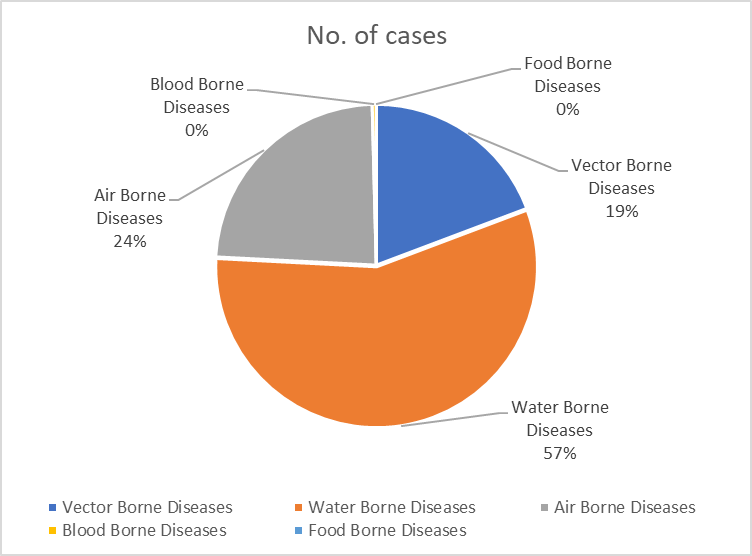 No. of cases
Food Borne
Diseases
0%
Blood Borne
Diseases
0%
Vector Borne
Diseases
19%
Air Borne
Diseases
24%
Water Borne
Diseases
57%
Vector Borne Diseases
Water Borne Diseases
Air Borne Diseases
Blood Borne Diseases
Food Borne Diseases